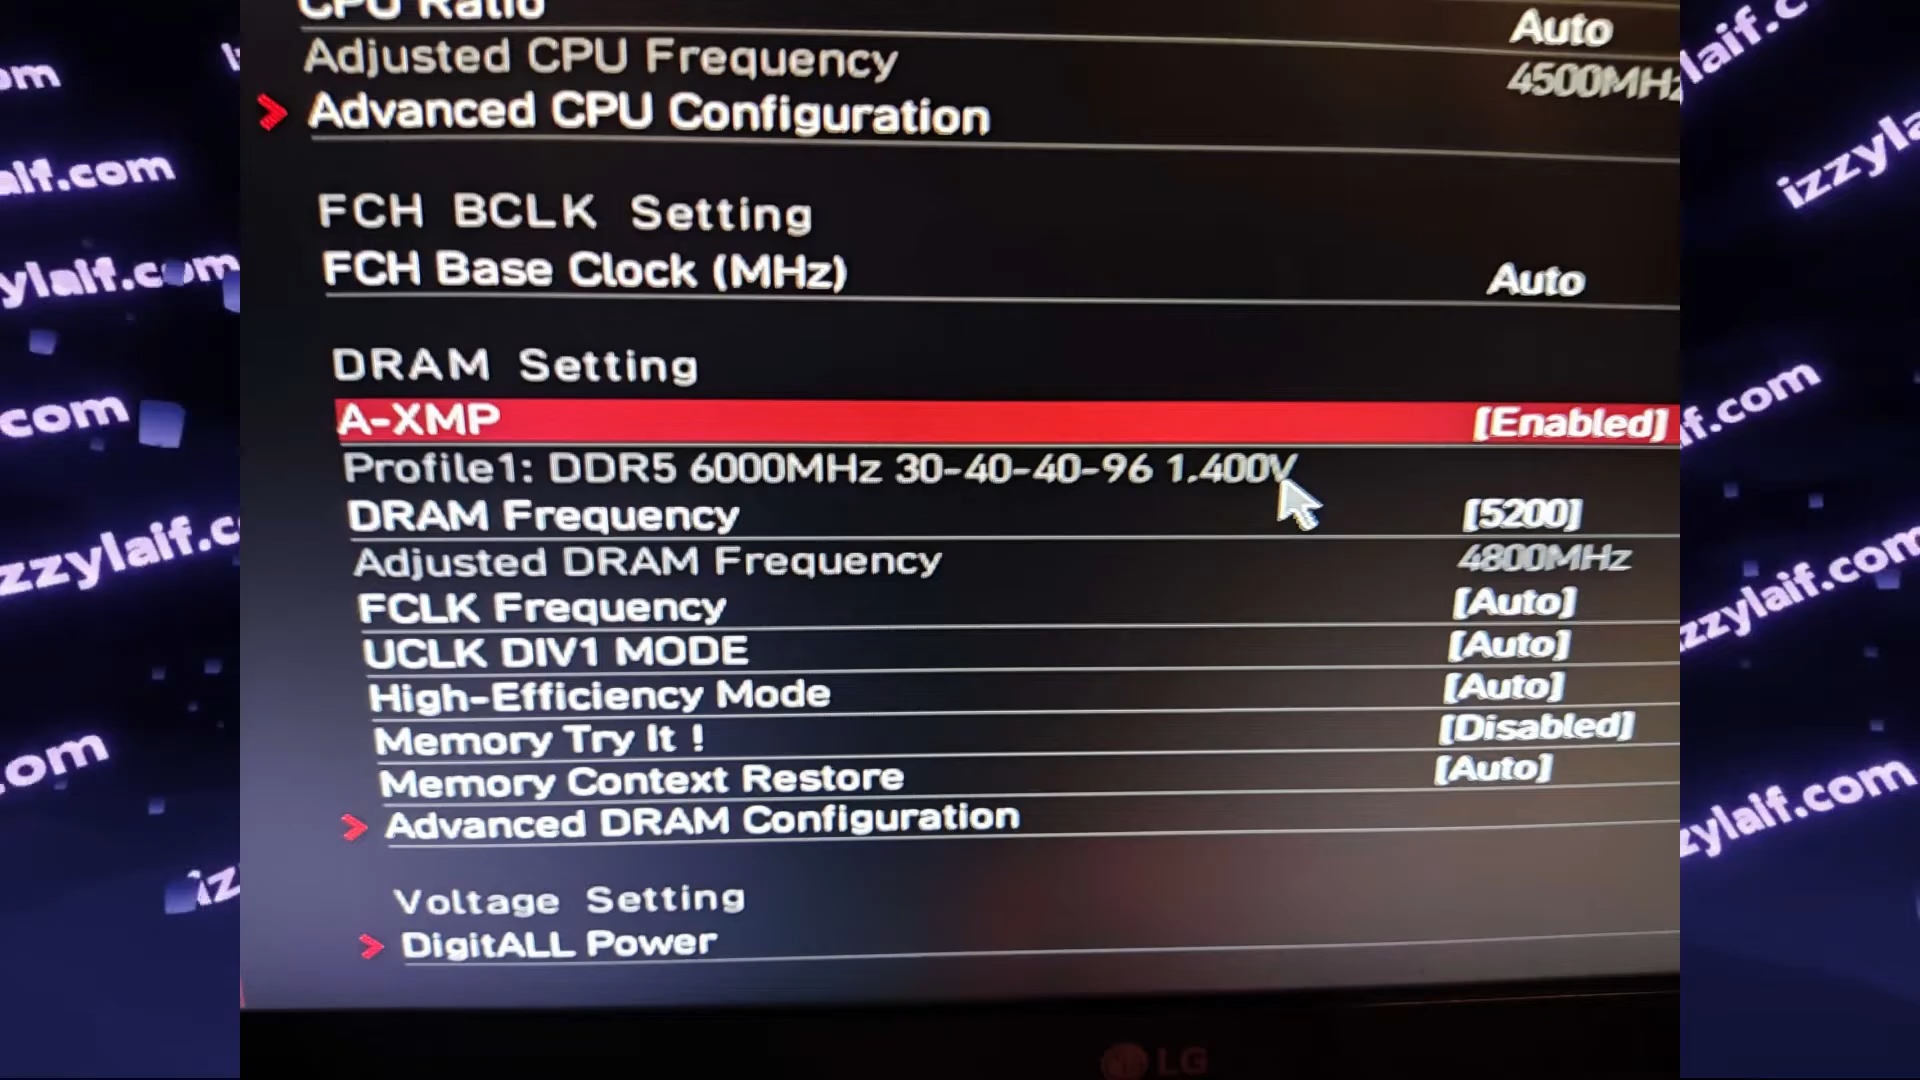 CPU Ratio Auto
Adjusted CPU Frequency 4500MHz
Advanced CPU Configuration
FCH BCLK Setting
FCH Base Clock (MHz) Auto
DRAM Setting
A-XMP [Enabled]
Profile1: DDR5 6000MHz 30-40-40-96 1.400V
DRAM Frequency [5200]
Adjusted DRAM Frequency 4800MHz
FCLK Frequency [Auto]
UCLK DIV1 MODE [Auto]
High-Efficiency Mode [Auto]
Memory Try It ! [Disabled]
Memory Context Restore [Auto]
Advanced DRAM Configuration
Voltage Setting
DigitALL Power
LG
izzylaif.com